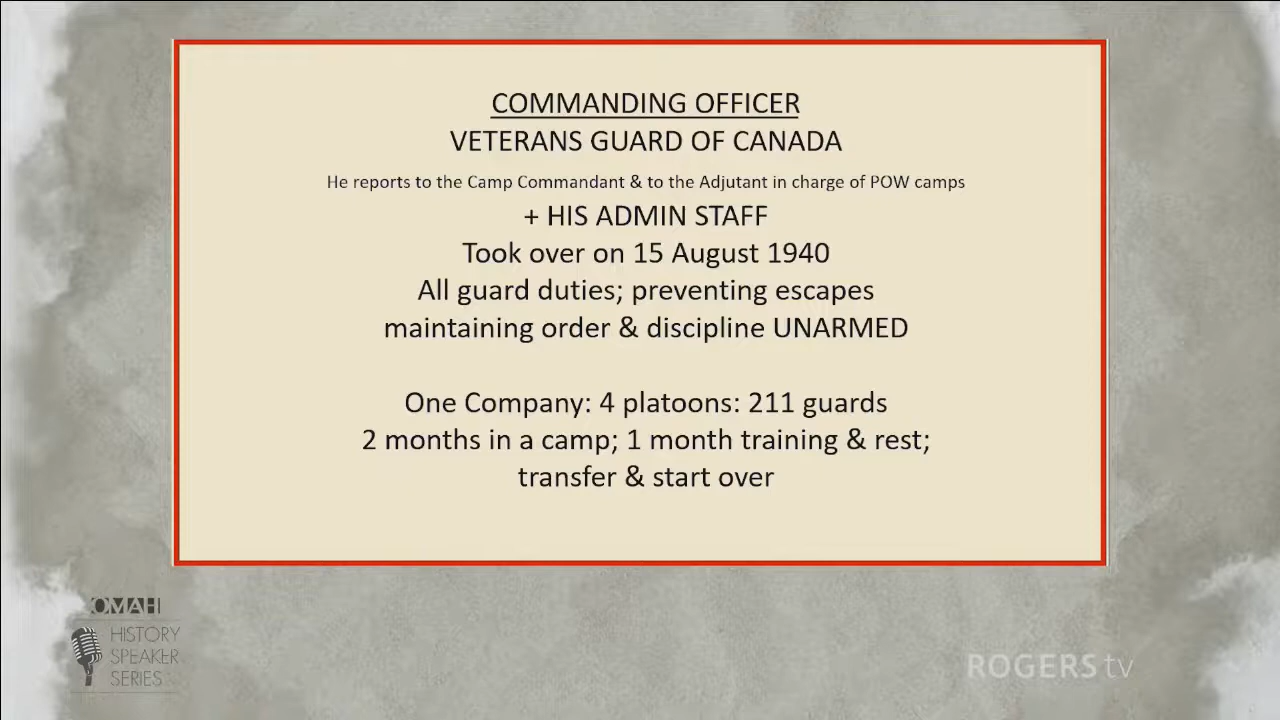 COMMANDING OFFICER
VETERANS GUARD OF CANADA
He reports to the Camp Commandant & to the Adjutant in charge of POW camps
+ HIS ADMIN STAFF
Took over on 15 August 1940
All guard duties; preventing escapes
maintaining order & discipline UNARMED
One Company: 4 platoons: 211 guards
2 months in a camp; 1 month training & rest;
transfer & start over
OMAH
HISTORY
SPEAKER
SERIES
ROGERS tv